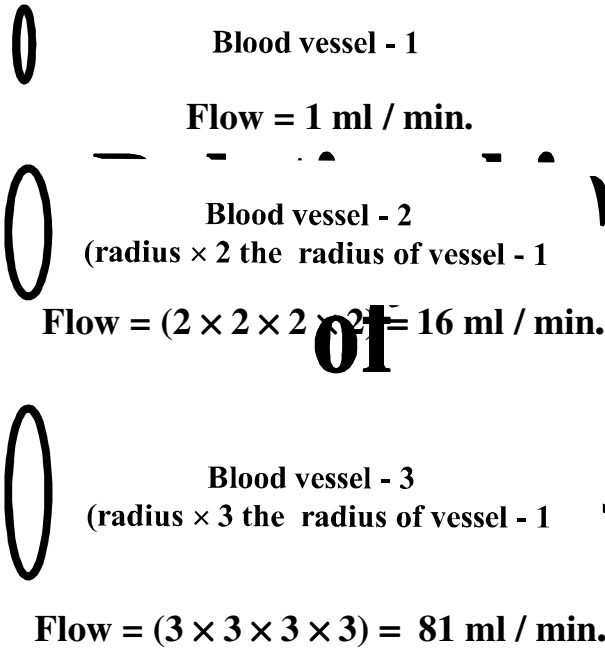 Blood vessel - 1
Flow = 1 ml / min.
Blood vessel - 2
(radius × 2 the radius of vessel - 1
Flow = (2 × 2 × 2 × 2) = 16 ml / min.
of
Blood vessel - 3
(radius × 3 the radius of vessel - 1
Flow = (3 × 3 × 3 × 3) = 81 ml / min.